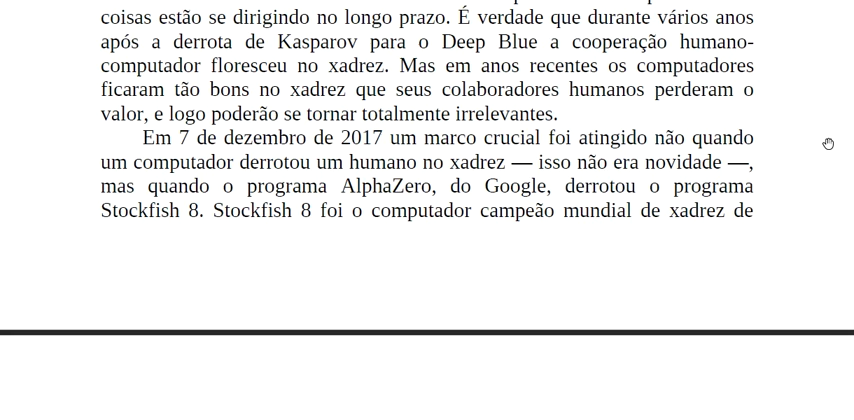 coisas estão se dirigindo no longo prazo. É verdade que durante vários anos
após a derrota de Kasparov para o Deep Blue a cooperação humano-
computador floresceu no xadrez. Mas em anos recentes os computadores
ficaram tão bons no xadrez que seus colaboradores humanos perderam o
valor, e logo poderão se tornar totalmente irrelevantes.
Em 7 de dezembro de 2017 um marco crucial foi atingido não quando
um computador derrotou um humano no xadrez — isso não era novidade —,
mas quando o programa AlphaZero, do Google, derrotou o programa
Stockfish 8. Stockfish 8 foi o computador campeão mundial de xadrez de